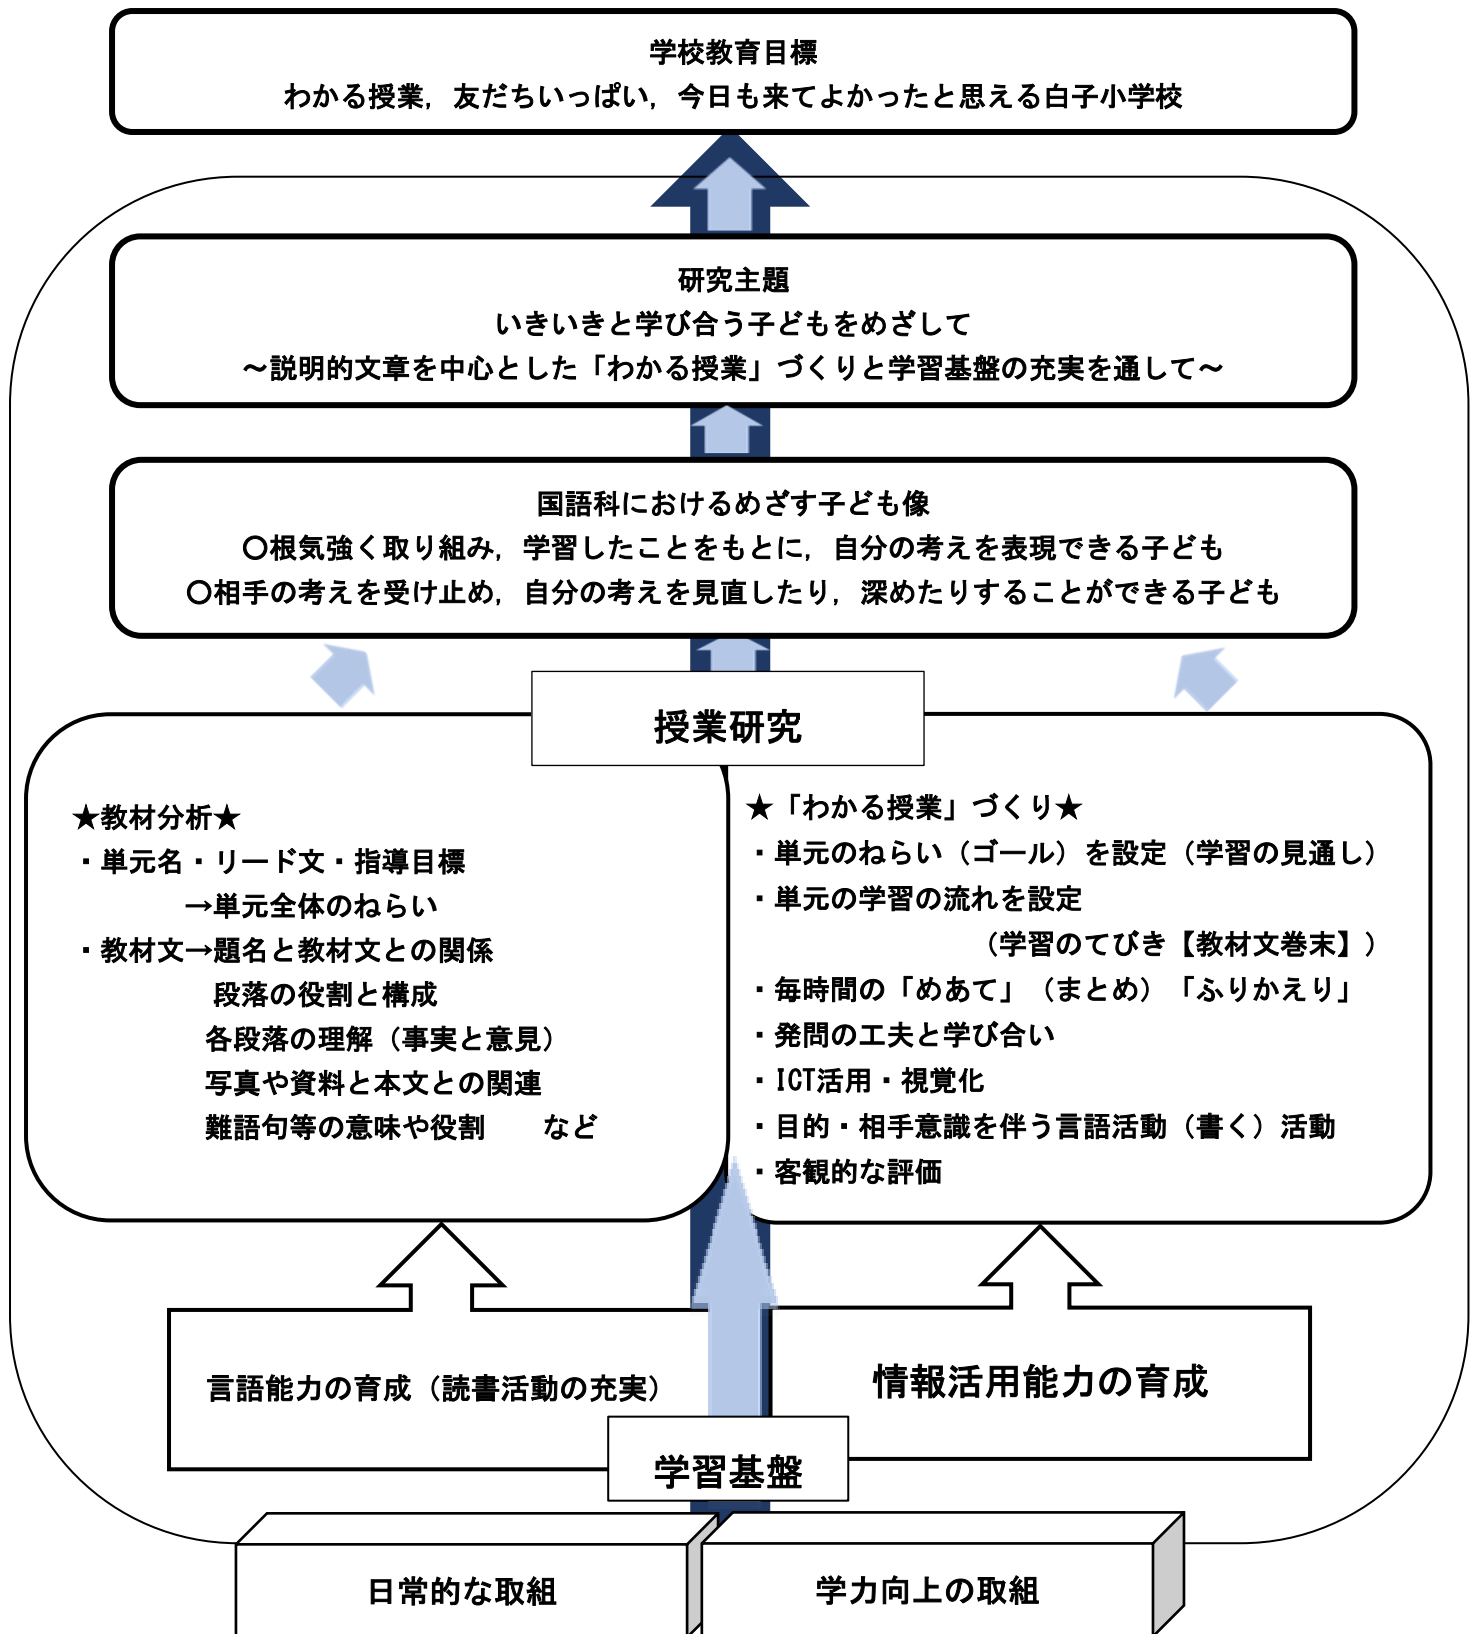 学校教育目標
わかる授業，友だちいっぱい，今日も来てよかったと思える白子小学校
研究主題
いきいきと学び合う子どもをめざして
～説明的文章を中心とした「わかる授業」づくりと学習基盤の充実を通して～
国語科におけるめざす子ども像
〇根気強く取り組み，学習したことをもとに，自分の考えを表現できる子ども
〇相手の考えを受け止め，自分の考えを見直したり，深めたりすることができる子ども
授業研究
★教材分析★
・単元名・リード文・指導目標
→単元全体のねらい
・教材文→題名と教材文との関係
段落の役割と構成
各段落の理解（事実と意見）
写真や資料と本文との関連
難語句等の意味や役割　　など
★「わかる授業」づくり★
・単元のねらい（ゴール）を設定（学習の見通し）
・単元の学習の流れを設定
（学習のてびき【教材文巻末】）
・毎時間の「めあて」（まとめ）「ふりかえり」
・発問の工夫と学び合い
・ICT活用・視覚化
・目的・相手意識を伴う言語活動（書く）活動
・客観的な評価
言語能力の育成（読書活動の充実）
情報活用能力の育成
学習基盤
日常的な取組
学力向上の取組